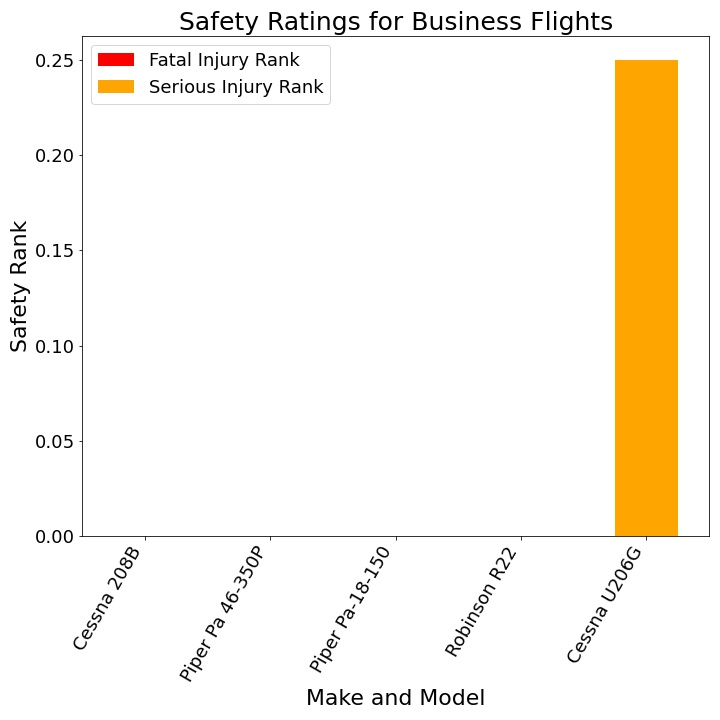 Safety Ratings for Business Flights
Fatal Injury Rank
Serious Injury Rank
Safety Rank
0.25
0.20
0.15
0.10
0.05
0.00
Cessna 208B
Piper Pa 46-350P
Piper Pa-18-150
Robinson R22
Cessna U206G
Make and Model